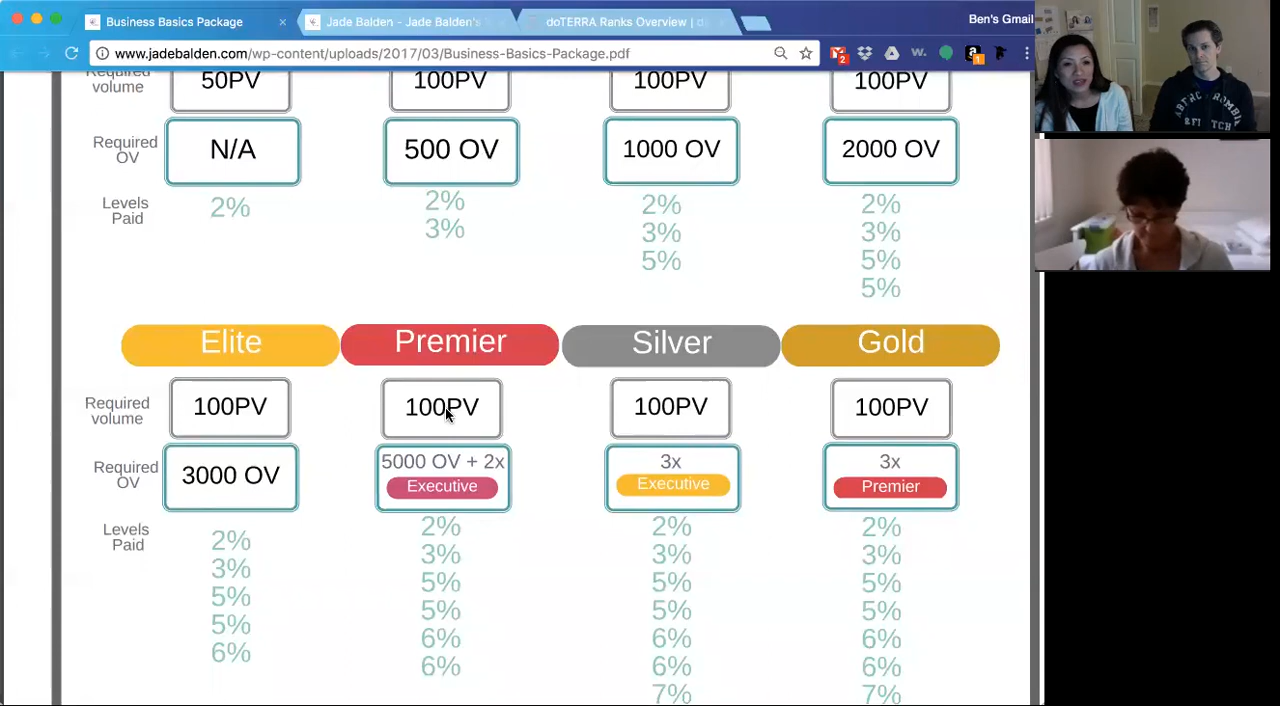 Business Basics Package
Jade Balden - Jade Balden's
doTERRA Ranks Overview | d
Ben's Gmail
www.jadebalden.com/wp-content/uploads/2017/03/Business-Basics-Package.pdf
2
w.
1
Required
volume
50PV
100PV
100PV
100PV
Required
OV
N/A
500 OV
1000 OV
2000 OV
Levels
Paid
2%
2%
3%
2%
3%
5%
2%
3%
5%
5%
Elite
Premier
Silver
Gold
Required
volume
100PV
100PV
100PV
100PV
Required
OV
3000 OV
5000 OV + 2x
Executive
3x
Executive
3x
Premier
Levels
Paid
2%
3%
5%
5%
6%
2%
3%
5%
5%
6%
6%
2%
3%
5%
5%
6%
6%
7%
2%
3%
5%
5%
6%
6%
7%